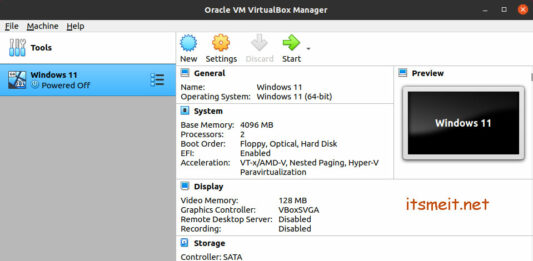 Oracle VM VirtualBox Manager
File Machine Help
Tools
New Settings Discard Start
Windows 11
Powered Off
General
Name: Windows 11
Operating System: Windows 11 (64-bit)
System
Base Memory: 4096 MB
Processors: 2
Boot Order: Floppy, Optical, Hard Disk
EFI: Enabled
Acceleration: VT-x/AMD-V, Nested Paging, Hyper-V
Paravirtualization
Display
Video Memory: 128 MB
Graphics Controller: VBoxSVGA
Remote Desktop Server: Disabled
Recording: Disabled
Storage
Controller: SATA
Preview
Windows 11
itsmeit.net